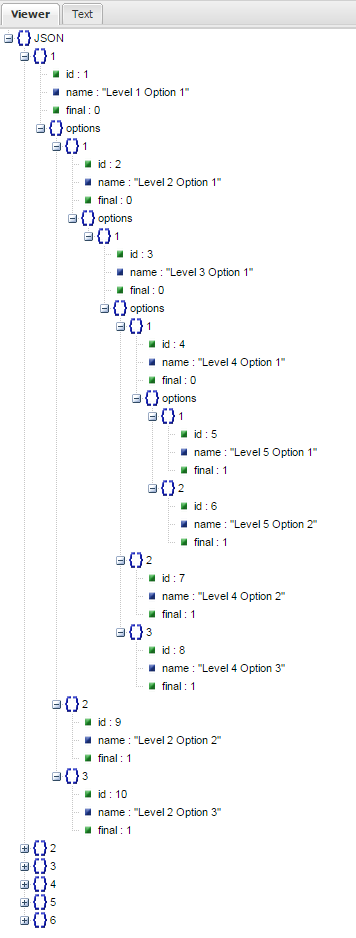 Viewer Text
JSON
1
id : 1
name : "Level 1 Option 1"
final : 0
options
1
id : 2
name : "Level 2 Option 1"
final : 0
options
1
id : 3
name : "Level 3 Option 1"
final : 0
options
1
id : 4
name : "Level 4 Option 1"
final : 0
options
1
id : 5
name : "Level 5 Option 1"
final : 1
2
id : 6
name : "Level 5 Option 2"
final : 1
2
id : 7
name : "Level 4 Option 2"
final : 1
3
id : 8
name : "Level 4 Option 3"
final : 1
2
id : 9
name : "Level 2 Option 2"
final : 1
3
id : 10
name : "Level 2 Option 3"
final : 1
2
3
4
5
6